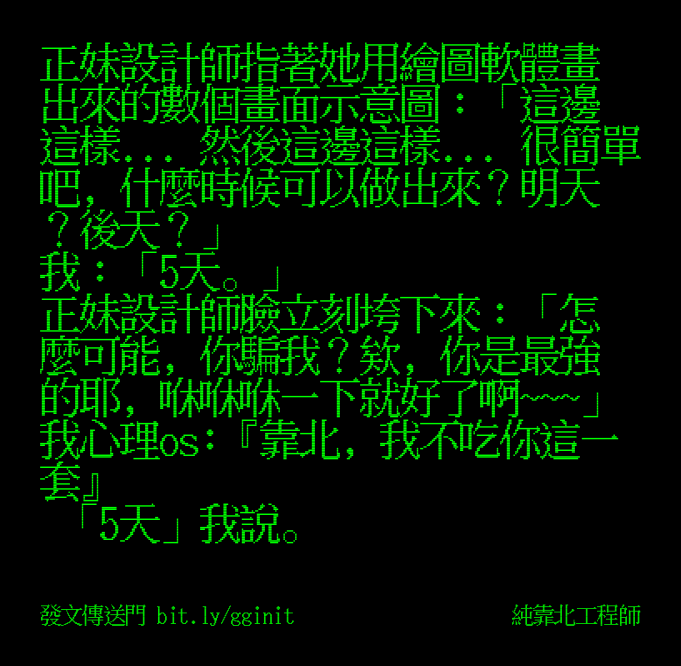 正妹設計師指著她用繪圖軟體畫
出來的數個畫面示意圖：「這邊
這樣... 然後這邊這樣... 很簡單
吧, 什麼時候可以做出來？明天
？後天？」
我：「5天。」
正妹設計師臉立刻垮下來：「怎
麼可能, 你騙我？欸, 你是最強
的耶, 咻咻咻一下就好了啊~~~~」
我心理os:『靠北, 我不吃你這一
套』
「5天」我說。
發文傳送門 bit.ly/gginit
純靠北工程師